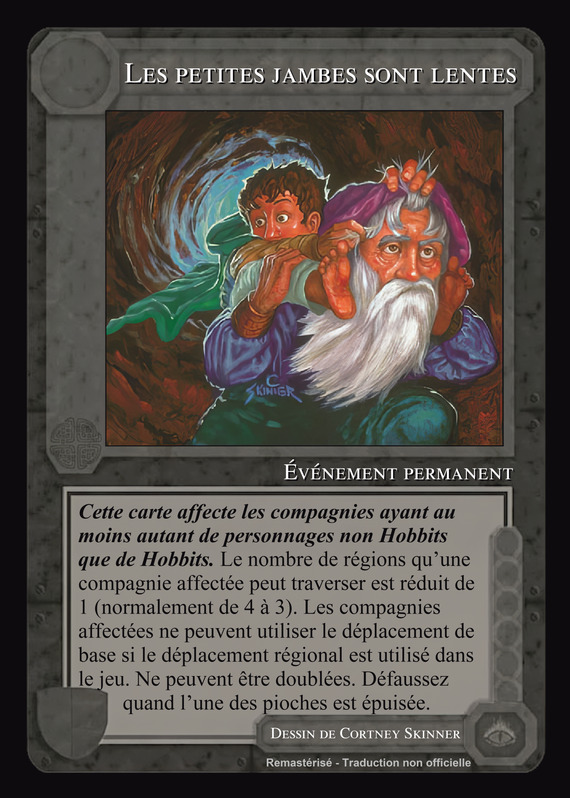 Les petites jambes sont lentes
C
Skinner
Événement permanent
Cette carte affecte les compagnies ayant au
moins autant de personnages non Hobbits
que de Hobbits. Le nombre de régions qu'une
compagnie affectée peut traverser est réduit de
1 (normalement de 4 à 3). Les compagnies
affectées ne peuvent utiliser le déplacement de
base si le déplacement régional est utilisé dans
le jeu. Ne peuvent être doublées. Défaussez
quand l'une des pioches est épuisée.
Dessin de Cortney Skinner
Remastérisé - Traduction non officielle